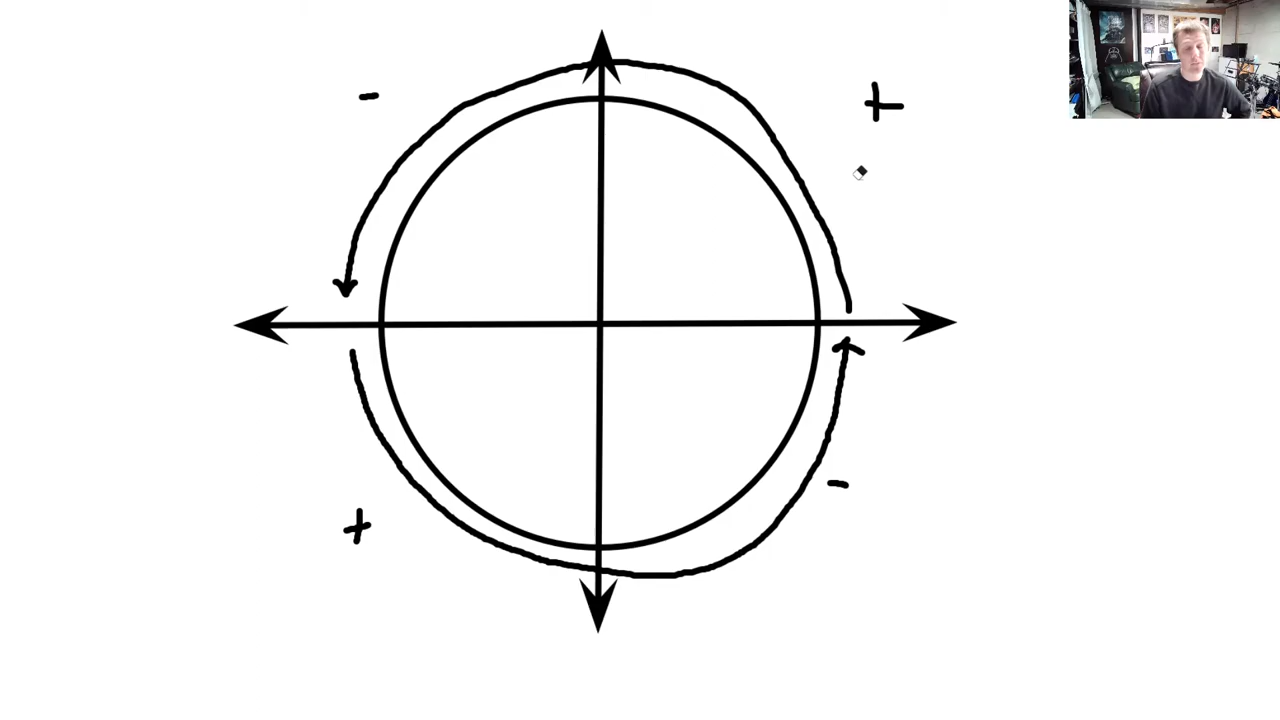 - +
+ -